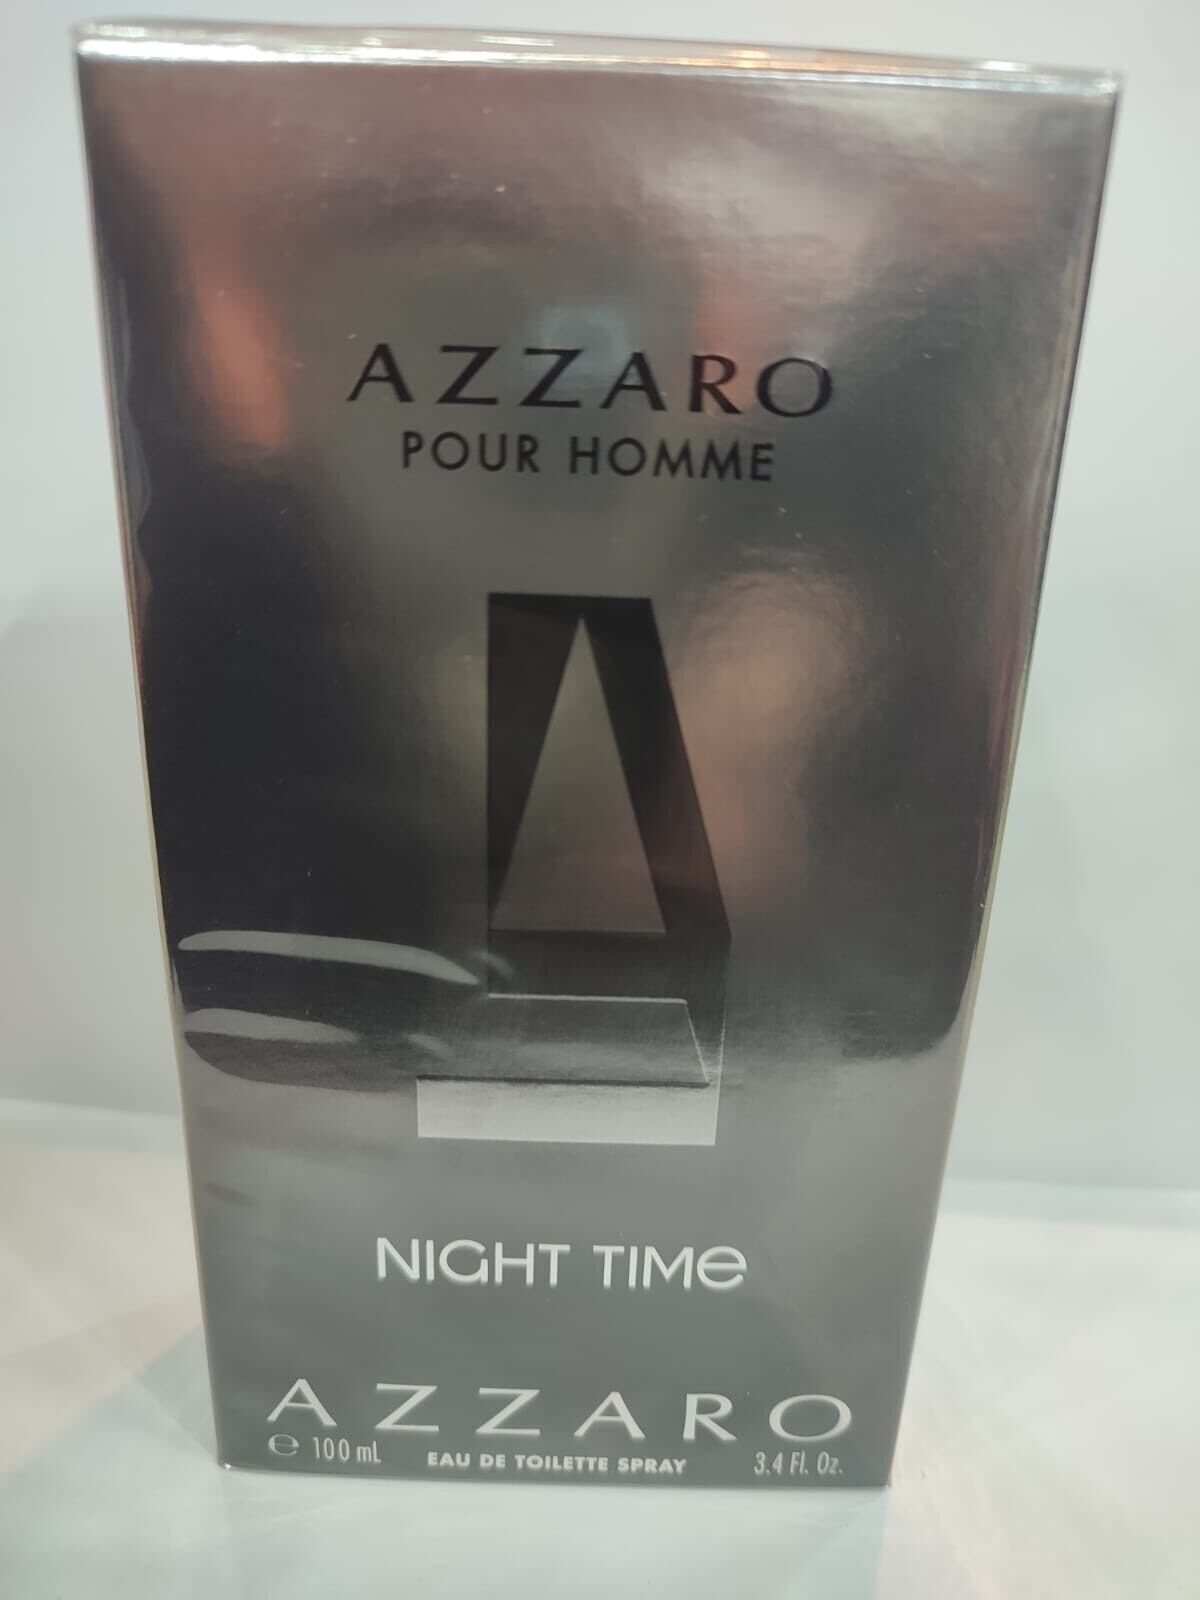 AZZARO
POUR HOMME
NIGHT TIMe
AZZARO
℮ 100 mL EAU DE TOILETTE SPRAY 3.4 Fl. Oz.